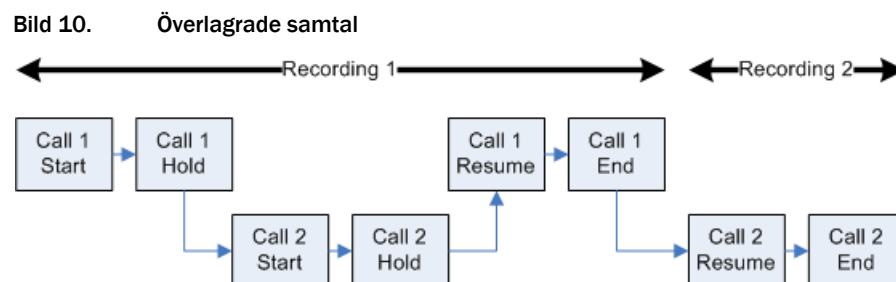 Bild 10. Överlagrade samtal
Recording 1
Recording 2
Call 1
Start
Call 1
Hold
Call 1
Resume
Call 1
End
Call 2
Start
Call 2
Hold
Call 2
Resume
Call 2
End